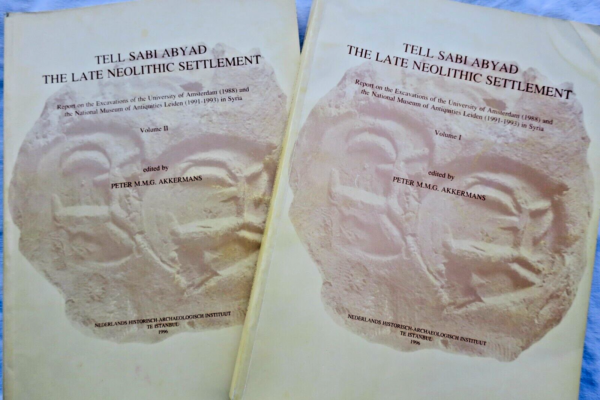 TELL SABI ABYAD
THE LATE NEOLITHIC SETTLEMENT
Report on the Excavations of the University of Amsterdam (1988) and
the National Museum of Antiquities Leiden (1991-1993) in Syria
Volume II
edited by
PETER M.M.G. AKKERMANS
NEDERLANDS HISTORISCH-ARCHAEOLOGISCH INSTITUUT
TE ISTANBUL
1996
TELL SABI ABYAD
THE LATE NEOLITHIC SETTLEMENT
Report on the Excavations of the University of Amsterdam (1988) and
the National Museum of Antiquities Leiden (1991-1993) in Syria
Volume I
edited by
PETER M.M.G. AKKERMANS
NEDERLANDS HISTORISCH-ARCHAEOLOGISCH INSTITUUT
TE ISTANBUL
1996